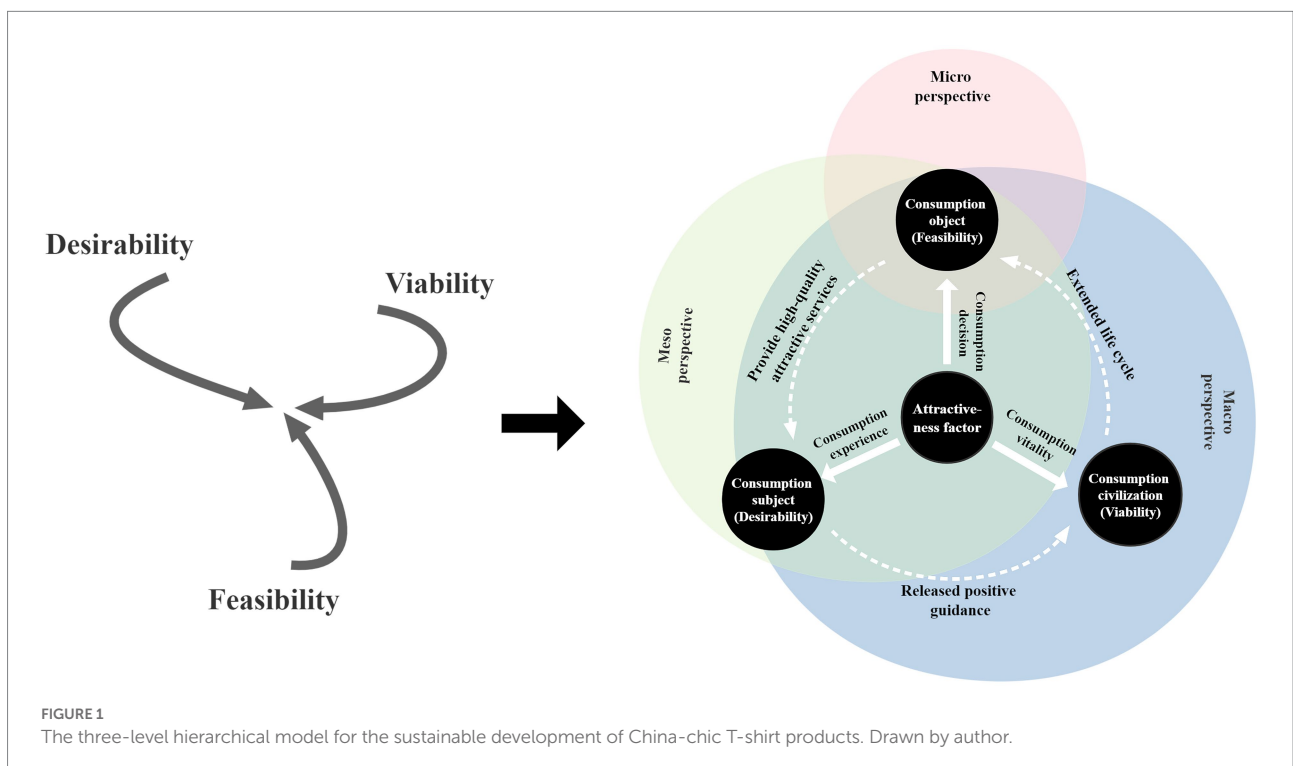 Desirability
Viability
Feasibility
Micro
perspective
Meso
perspective
Macro
perspective
Consumption
object
(Feasibility)
Provide high-quality
attractive services
Consumption
decision
Extended life cycle
Attractive-
ness factor
Consumption
experience
Consumption
vitality
Consumption
subject
(Desirability)
Consumption
civilization
(Viability)
Released positive
guidance
FIGURE 1
The three-level hierarchical model for the sustainable development of China-chic T-shirt products. Drawn by author.